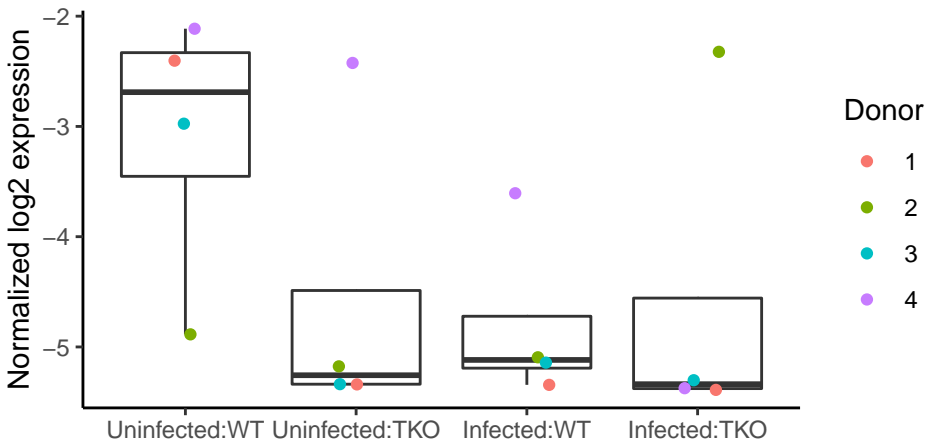 Normalized log2 expression
−2
−3
−4
−5
Uninfected:WT
Uninfected:TKO
Infected:WT
Infected:TKO
Donor
1
2
3
4